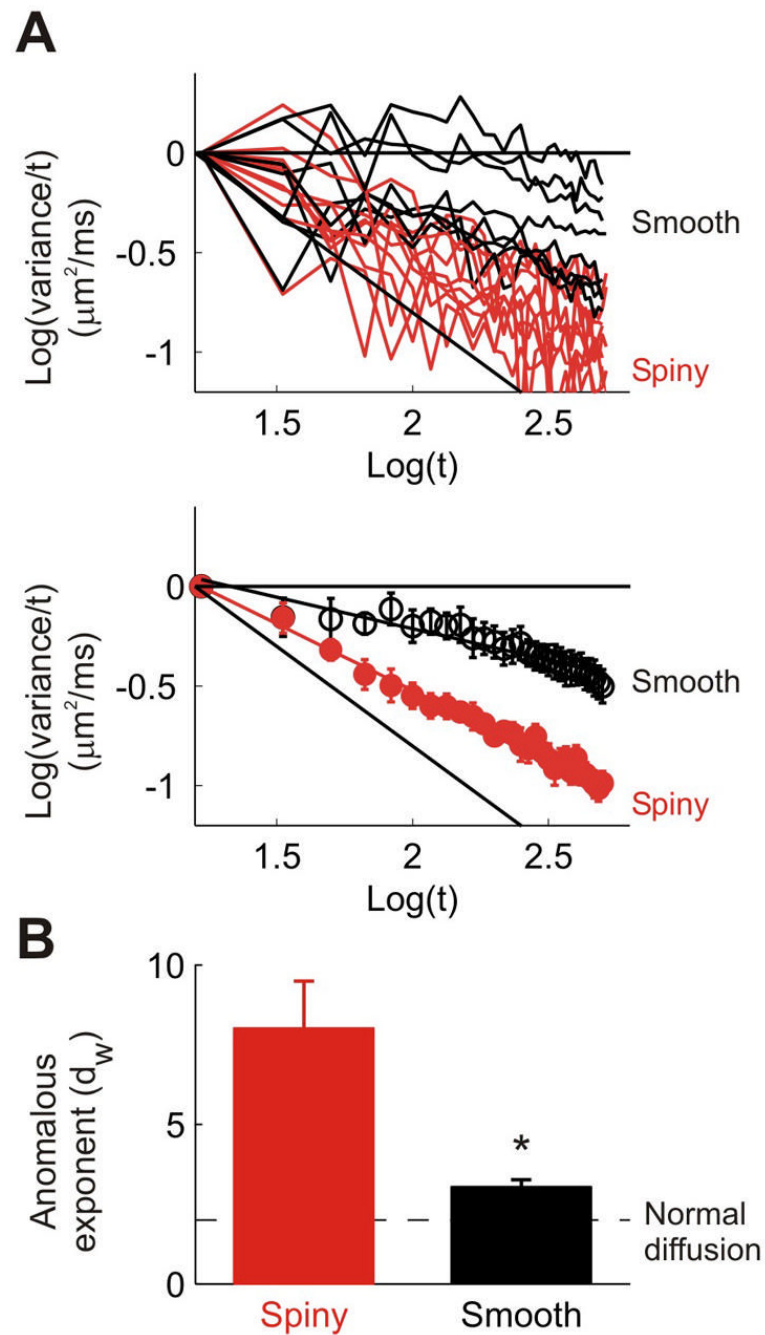 A
Log(variance/t)
(μm²/ms)
0
-0.5
-1
Smooth
Spiny
1.5 2 2.5
Log(t)
Log(variance/t)
(μm²/ms)
0
-0.5
-1
Smooth
Spiny
1.5 2 2.5
Log(t)
B
Anomalous
exponent (dw)
10
5
0
*
Normal
diffusion
Spiny Smooth